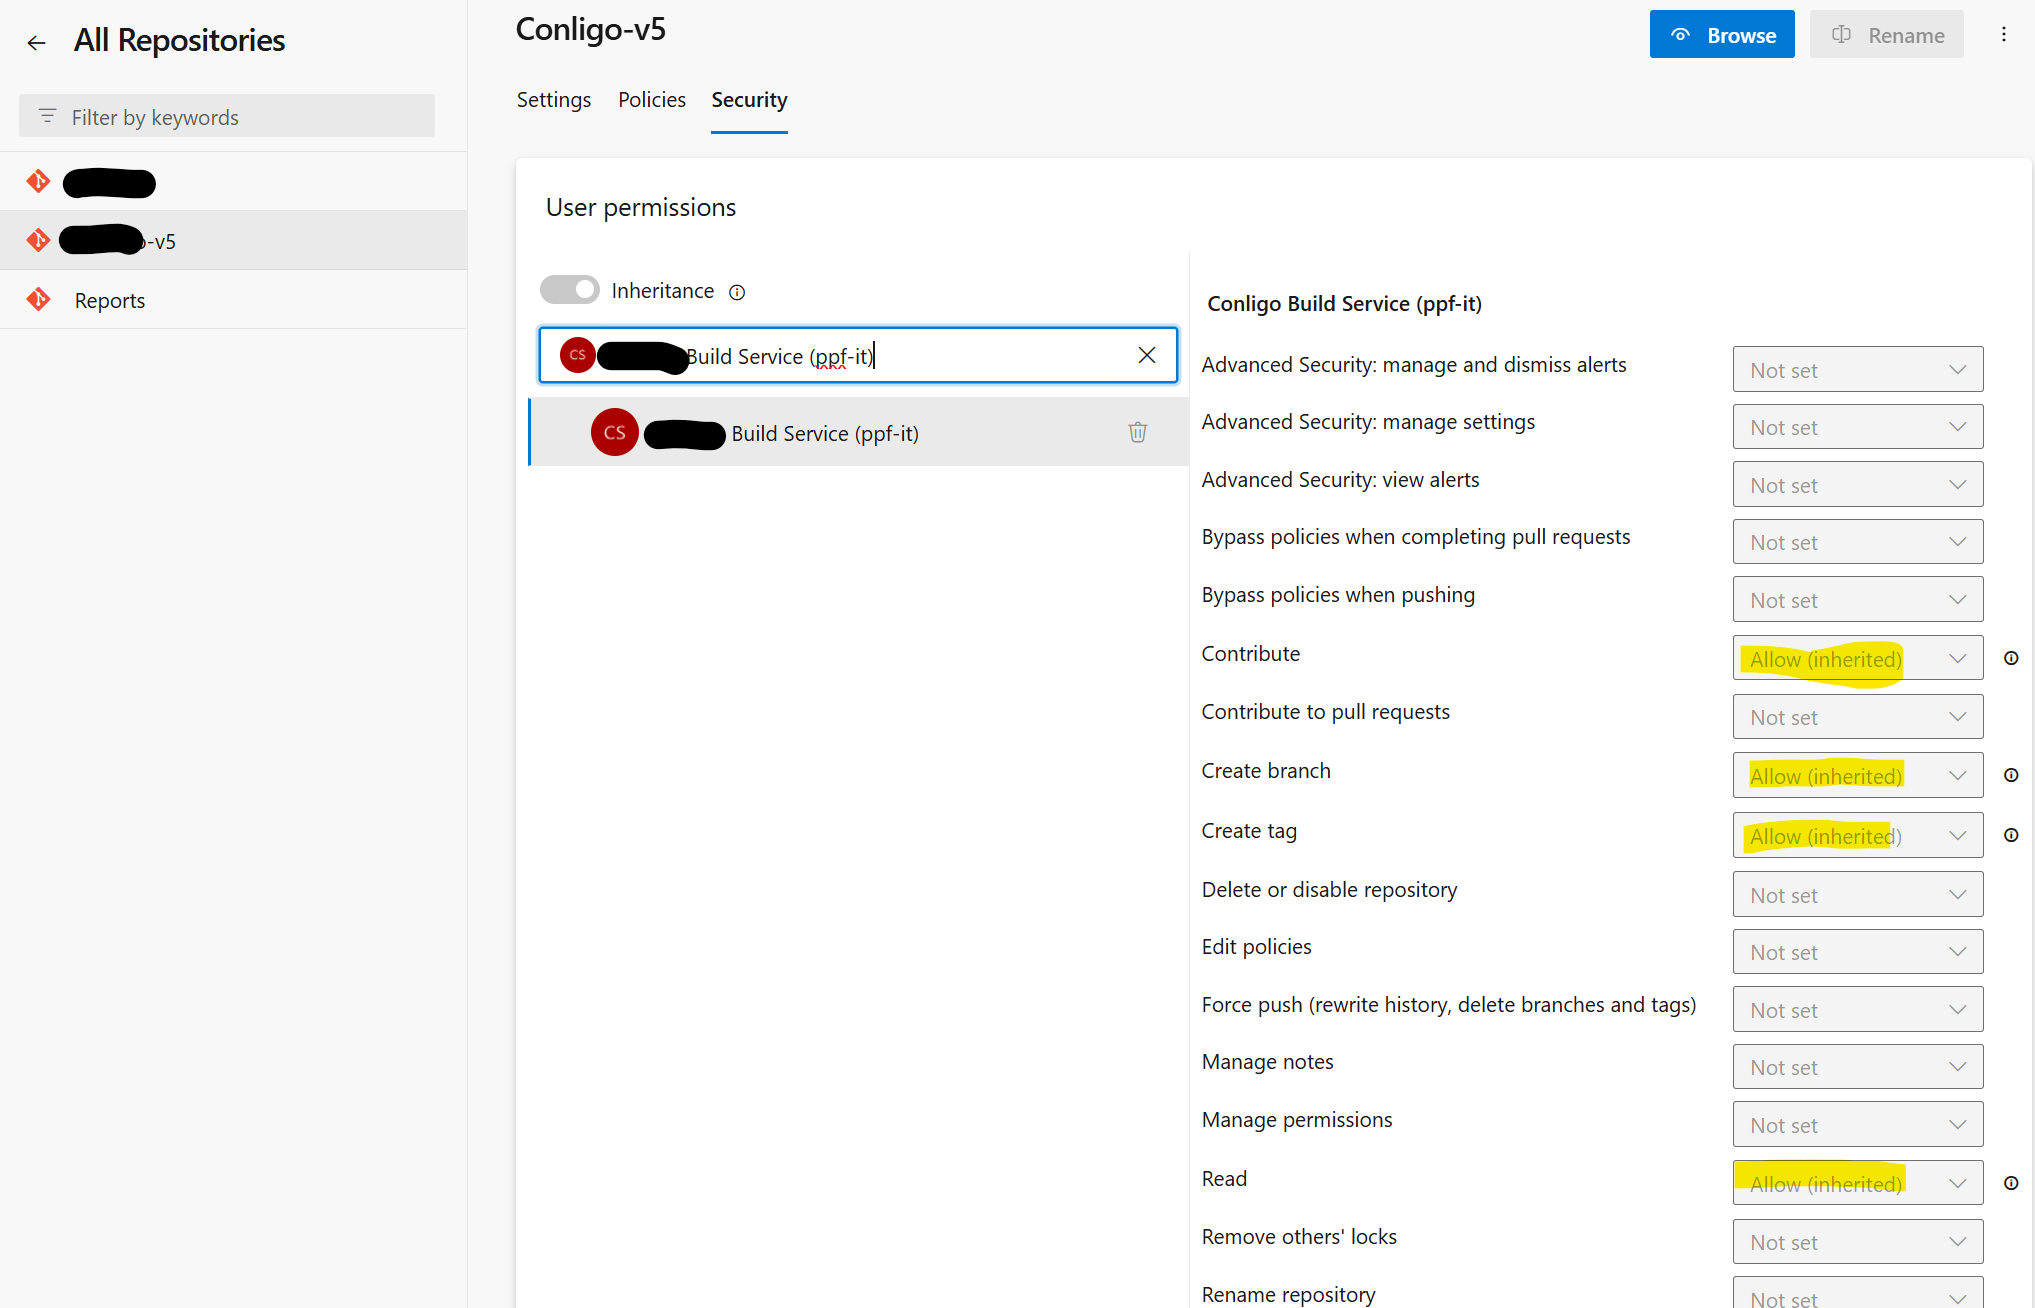 All Repositories
Filter by keywords
-v5
Reports
Conligo-v5
Browse
Rename
Settings
Policies
Security
User permissions
Inheritance
CS
Build Service (ppf-it)
CS
Build Service (ppf-it)
Conligo Build Service (ppf-it)
Advanced Security: manage and dismiss alerts
Not set
Advanced Security: manage settings
Not set
Advanced Security: view alerts
Not set
Bypass policies when completing pull requests
Not set
Bypass policies when pushing
Not set
Contribute
Allow (inherited)
Contribute to pull requests
Not set
Create branch
Allow (inherited)
Create tag
Allow (inherited)
Delete or disable repository
Not set
Edit policies
Not set
Force push (rewrite history, delete branches and tags)
Not set
Manage notes
Not set
Manage permissions
Not set
Read
Allow (inherited)
Remove others' locks
Not set
Rename repository
Not set